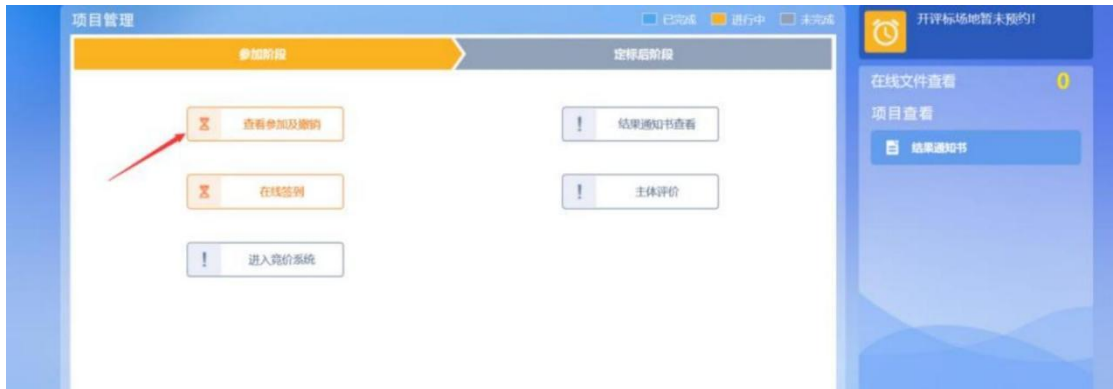 项目管理
已完成 进行中 未完成
参加阶段
定标后阶段
查看参加及撤销
在线签到
进入竞价系统
结果通知书查看
主体评价
开评标场地暂未预约!
在线文件查看 0
项目查看
结果通知书